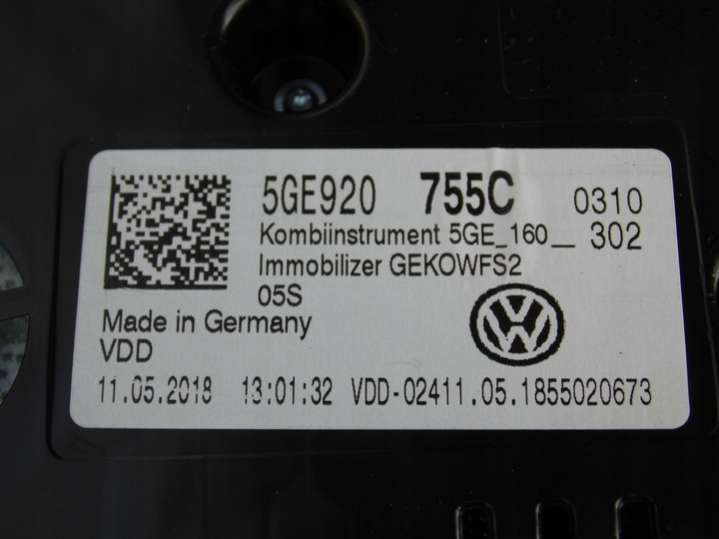 5GE920 755C 0310
Kombiinstrument 5GE_160_ 302
Immobilizer GEKOWFS2
05S
Made in Germany
VDD
11.05.2018 13:01:32 VDD-02411.05.1855020673